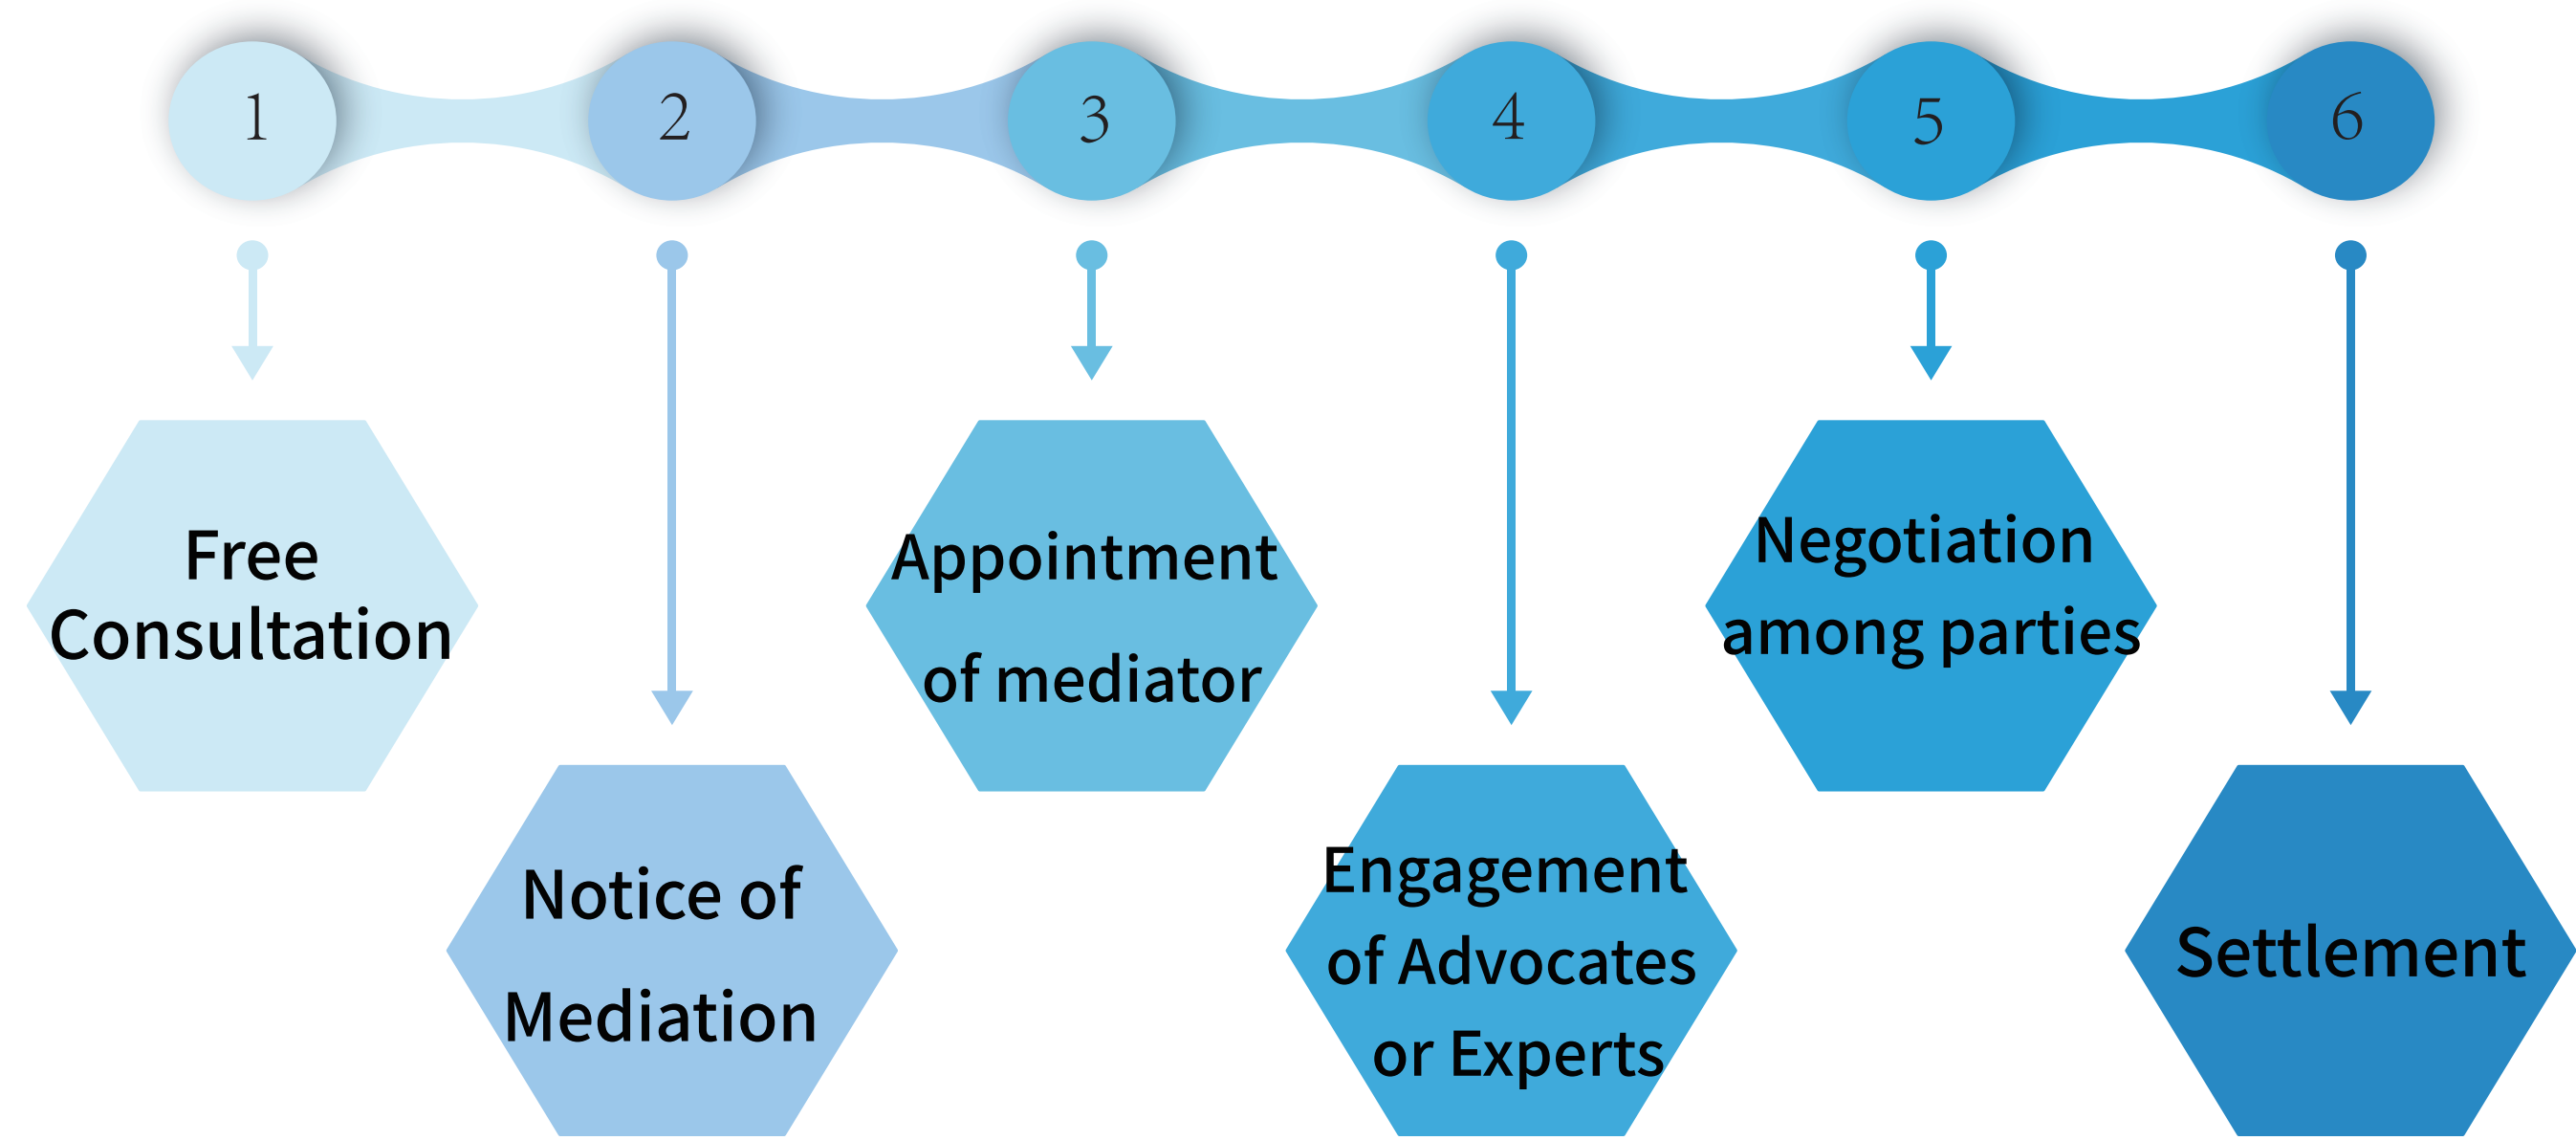 1
2
3
4
5
6
Free
Consultation
Notice of
Mediation
Appointment
of mediator
Engagement
of Advocates
or Experts
Negotiation
among parties
Settlement